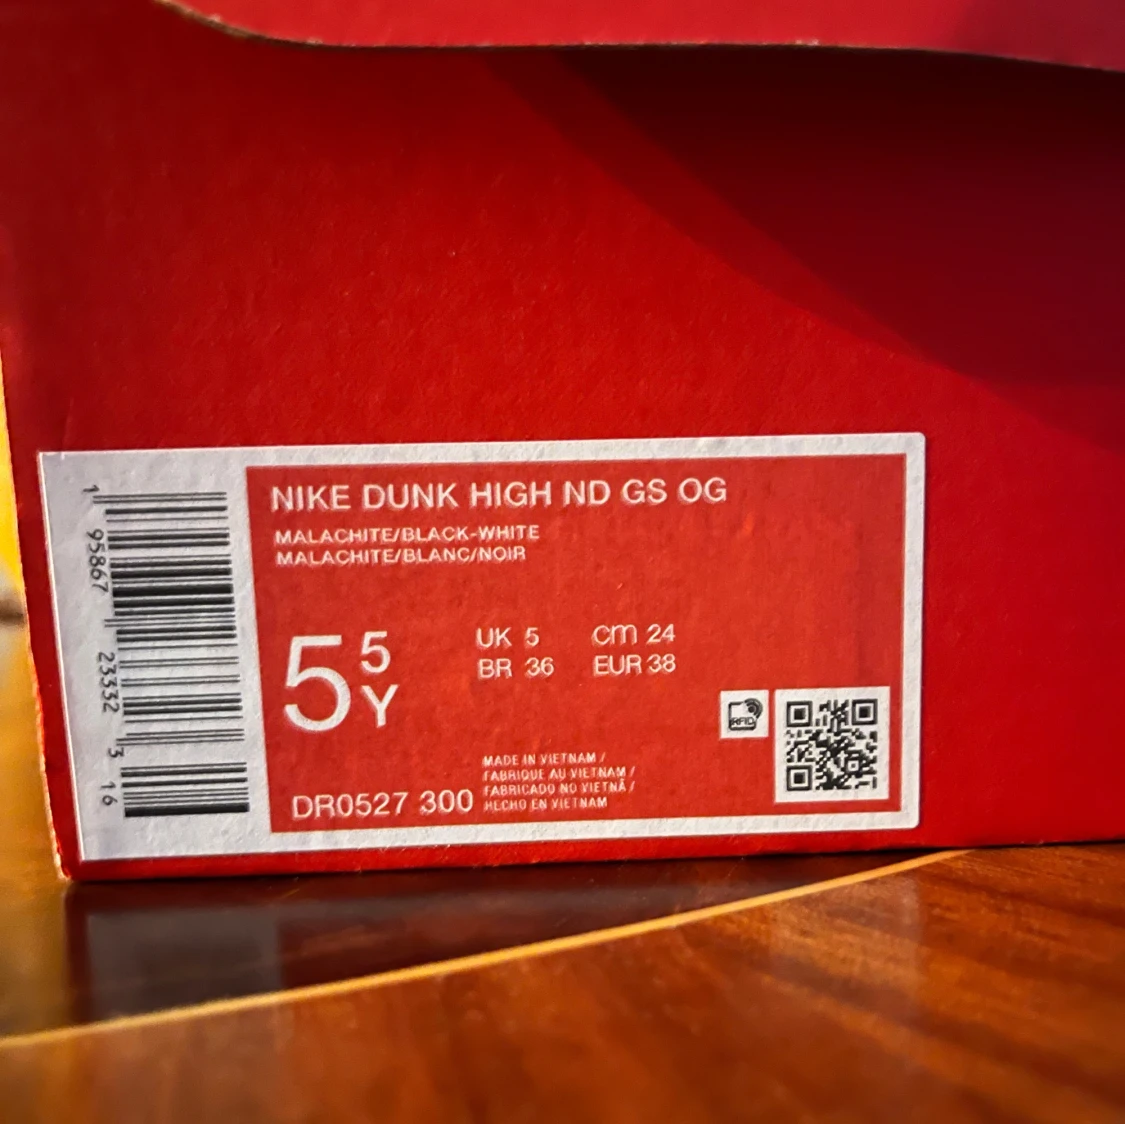 1 95867 23332 3 16
NIKE DUNK HIGH ND GS OG
MALACHITE/BLACK-WHITE
MALACHITE/BLANC/NOIR
5 5 Y
UK 5 cm 24
BR 36 EUR 38
RFID
MADE IN VIETNAM /
FABRIQUE AU VIETNAM /
FABRICADO NO VIETNÃ /
HECHO EN VIETNAM
DR0527 300